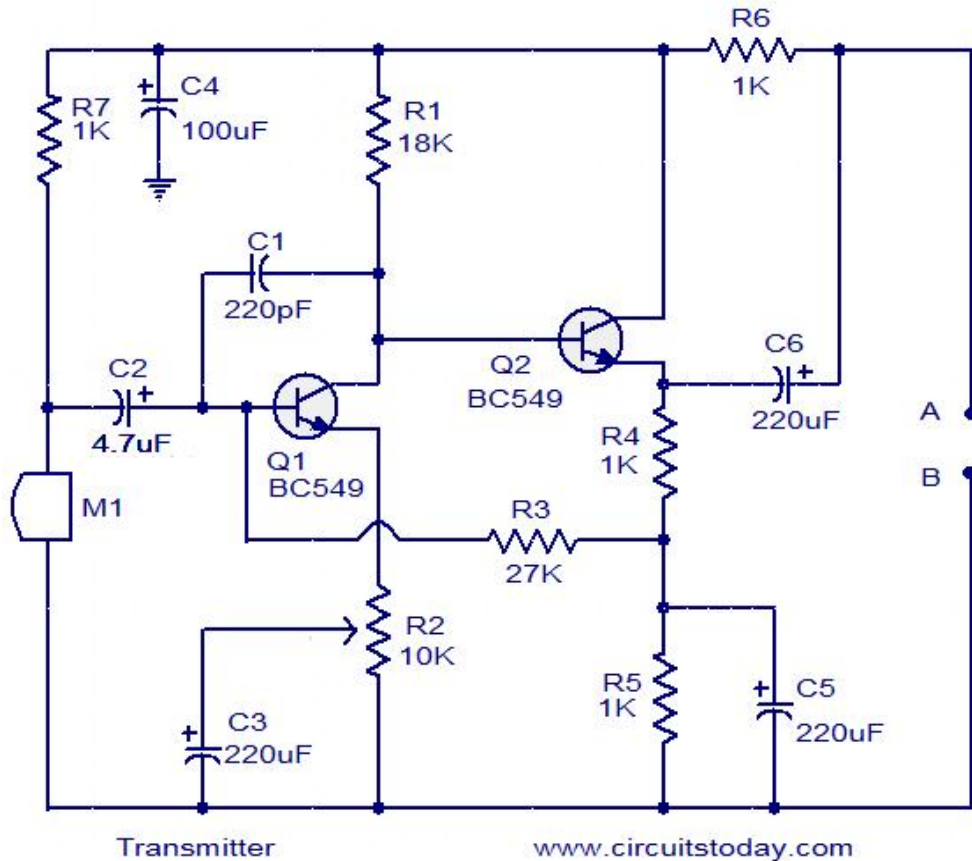 R6
1K
R7
1K
+
C4
100uF
R1
18K
C1
220pF
C2
+
4.7uF
Q2
BC549
C6
+
220uF
Q1
BC549
R4
1K
A
B
M1
R3
27K
R2
10K
R5
1K
+
C5
220uF
+
C3
220uF
Transmitter
www.circuitstoday.com